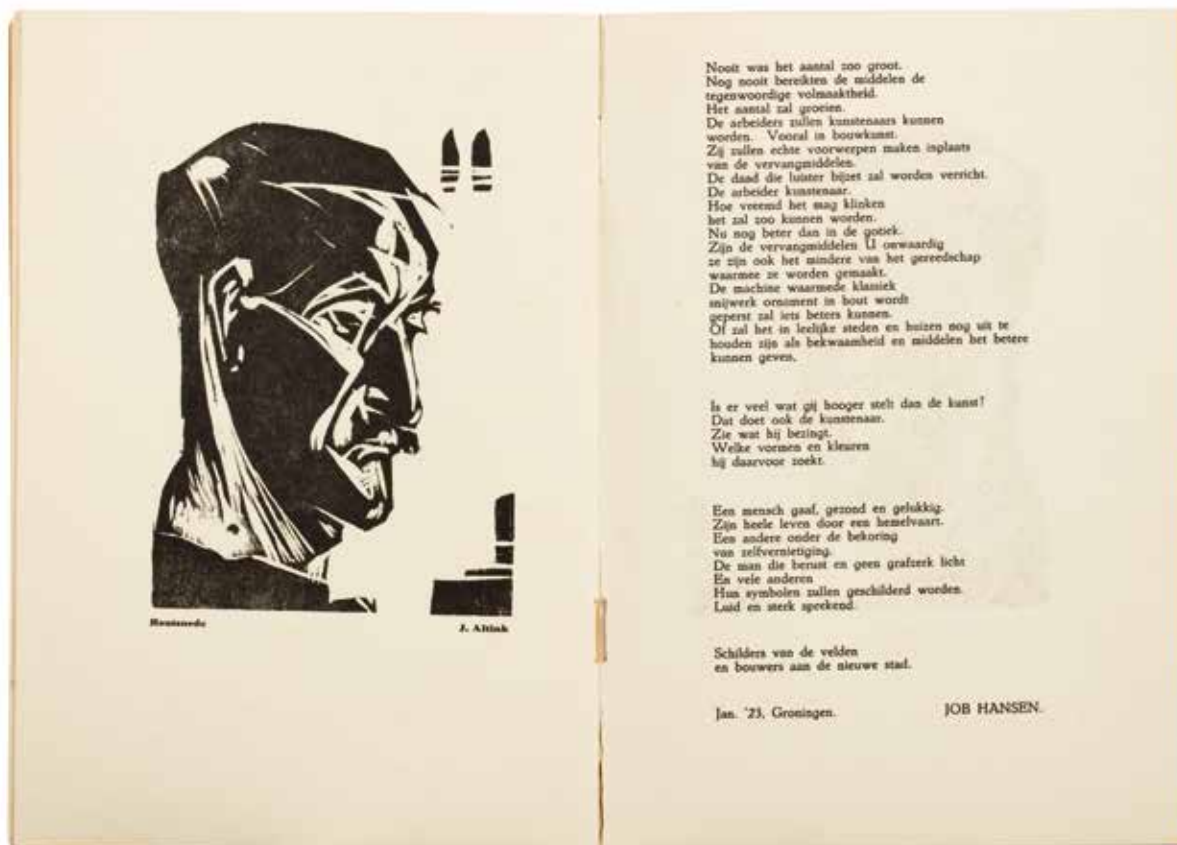 Houtsnede
J. Altink
Nooit was het aantal zoo groot.
Nog nooit bereikten de middelen de
tegenwoordige volmaaktheid.
Het aantal zal groeien.
De arbeiders zullen kunstenaars kunnen
worden. Vooral in bouwkunst.
Zij zullen echte voorwerpen maken inplaats
van de vervangmiddelen.
De daad die luister bijzet zal worden verricht.
De arbeider kunstenaar.
Hoe vreemd het mag klinken
het zal zoo kunnen worden.
Nu nog beter dan in de gotiek.
Zijn de vervangmiddelen U onwaardig
ze zijn ook het mindere van het gereedschap
waarmee ze worden gemaakt.
De machine waarmede klassiek
snijwerk ornament in hout wordt
geperst zal iets beters kunnen.
Of zal het in leelijke steden en huizen nog uit te
houden zijn als bekwaamheid en middelen het betere
kunnen geven.
Is er veel wat gij hooger stelt dan de kunst?
Dat doet ook de kunstenaar.
Zie wat hij bezingt.
Welke vormen en kleuren
hij daarvoor zoekt.
Een mensch gaaf, gezond en gelukkig.
Zijn heele leven door een hemelvaart.
Een andere onder de bekoring
van zelfvernietiging.
De man die berust en geen grafzerk licht
En vele anderen
Hun symbolen zullen geschilderd worden.
Luid en sterk sprekend.
Schilders van de velden
en bouwers aan de nieuwe stad.
Jan. '23, Groningen. JOB HANSEN.